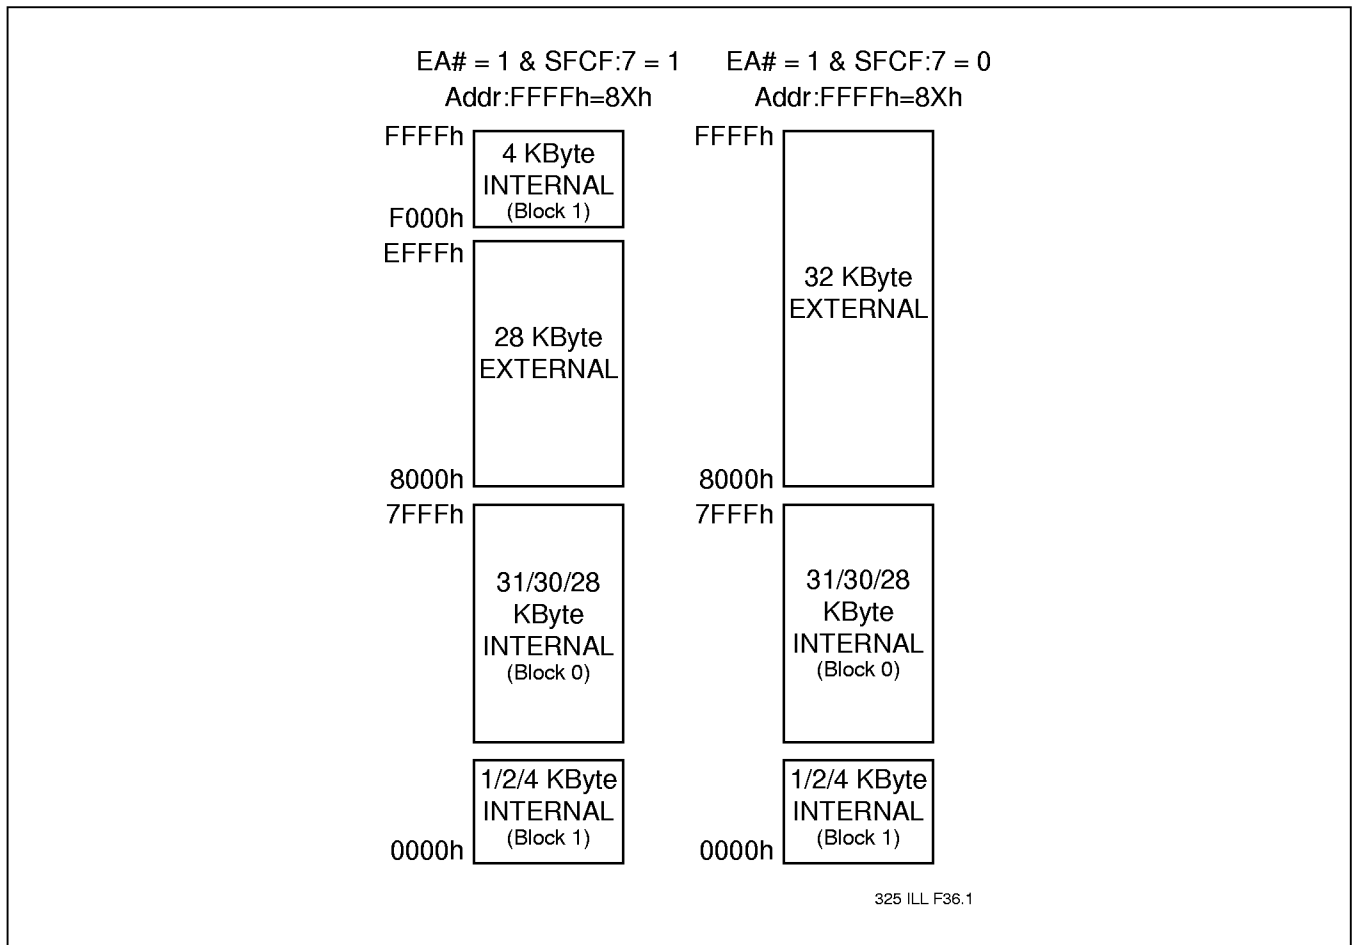 EA# = 1 & SFCF:7 = 1
Addr:FFFFh=8Xh
FFFFh
4 KByte
INTERNAL
(Block 1)
F000h
EFFFh
28 KByte
EXTERNAL
8000h
7FFFh
31/30/28
KByte
INTERNAL
(Block 0)
1/2/4 KByte
INTERNAL
(Block 1)
0000h
EA# = 1 & SFCF:7 = 0
Addr:FFFFh=8Xh
FFFFh
32 KByte
EXTERNAL
8000h
7FFFh
31/30/28
KByte
INTERNAL
(Block 0)
1/2/4 KByte
INTERNAL
(Block 1)
0000h
325 ILL F36.1